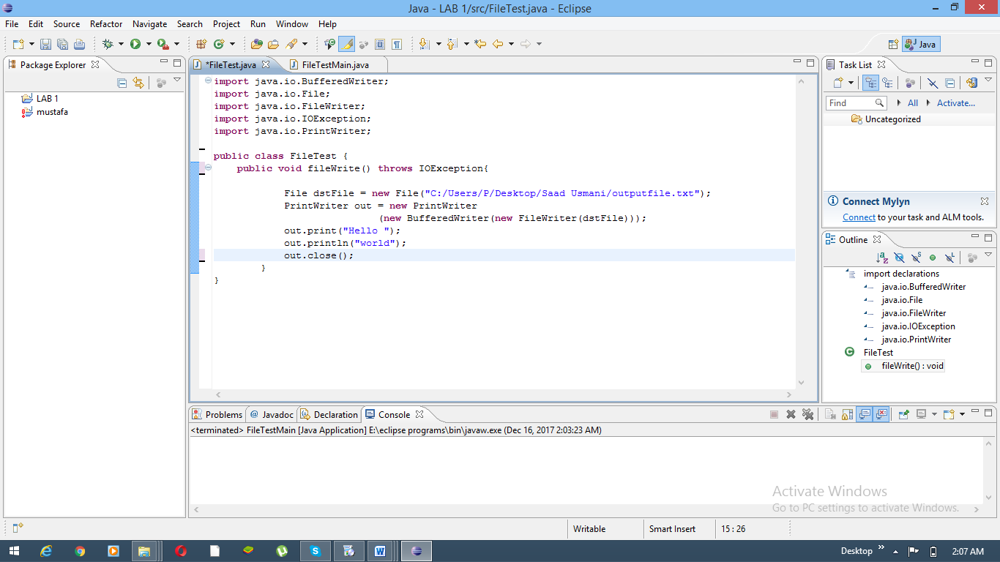 Java - LAB 1/src/FileTest.java - Eclipse
File Edit Source Refactor Navigate Search Project Run Window Help
Java
Package Explorer
LAB 1
mustafa
*FileTest.java
FileTestMain.java
import java.io.BufferedWriter;
import java.io.File;
import java.io.FileWriter;
import java.io.IOException;
import java.io.PrintWriter;
public class FileTest {
public void fileWrite() throws IOException{
File dstFile = new File("C:/Users/P/Desktop/Saad Usmani/outputfile.txt");
PrintWriter out = new PrintWriter
(new BufferedWriter(new FileWriter(dstFile)));
out.print("Hello ");
out.println("world");
out.close();
}
}
Task List
Find All Activate...
Uncategorized
Connect Mylyn
Connect to your task and ALM tools.
Outline
import declarations
java.io.BufferedWriter
java.io.File
java.io.FileWriter
java.io.IOException
java.io.PrintWriter
FileTest
fileWrite() : void
Problems @ Javadoc Declaration Console
<terminated> FileTestMain [Java Application] E:\eclipse programs\bin\javaw.exe (Dec 16, 2017 2:03:23 AM)
Activate Windows
Go to PC settings to activate Windows.
Writable Smart Insert 15 : 26
Desktop 2:07 AM